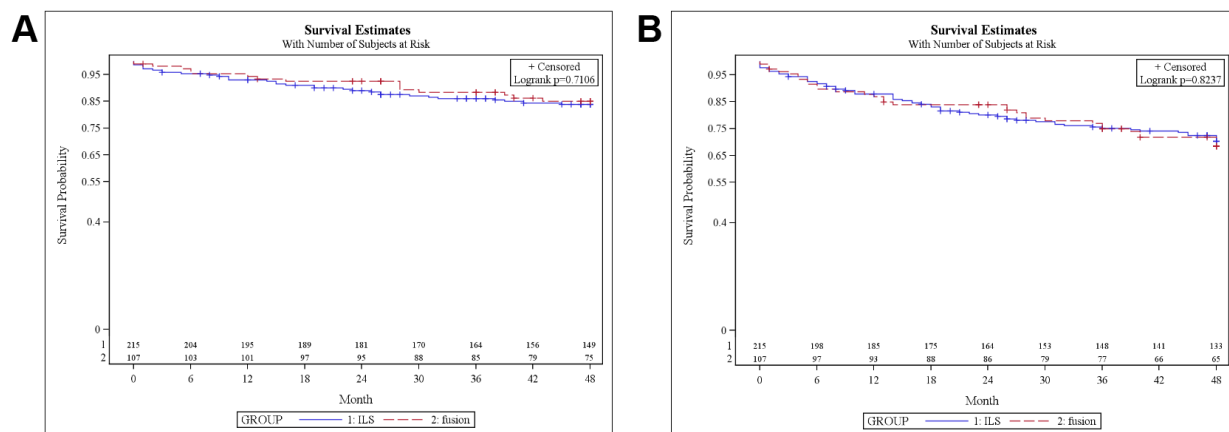 A
Survival Estimates
With Number of Subjects at Risk
+ Censored
Logrank p=0.7106
Survival Probability
0.95
0.85
0.75
0.65
0.55
0.4
0
1 215 204 195 189 181 170 164 156 149
2 107 103 101 97 95 88 85 79 75
0 6 12 18 24 30 36 42 48
Month
GROUP 1: ILS 2: fusion
B
Survival Estimates
With Number of Subjects at Risk
+ Censored
Logrank p=0.8237
Survival Probability
0.95
0.85
0.75
0.65
0.55
0.4
0
1 215 198 185 175 164 153 148 141 133
2 107 97 93 88 86 79 77 66 65
0 6 12 18 24 30 36 42 48
Month
GROUP 1: ILS 2: fusion